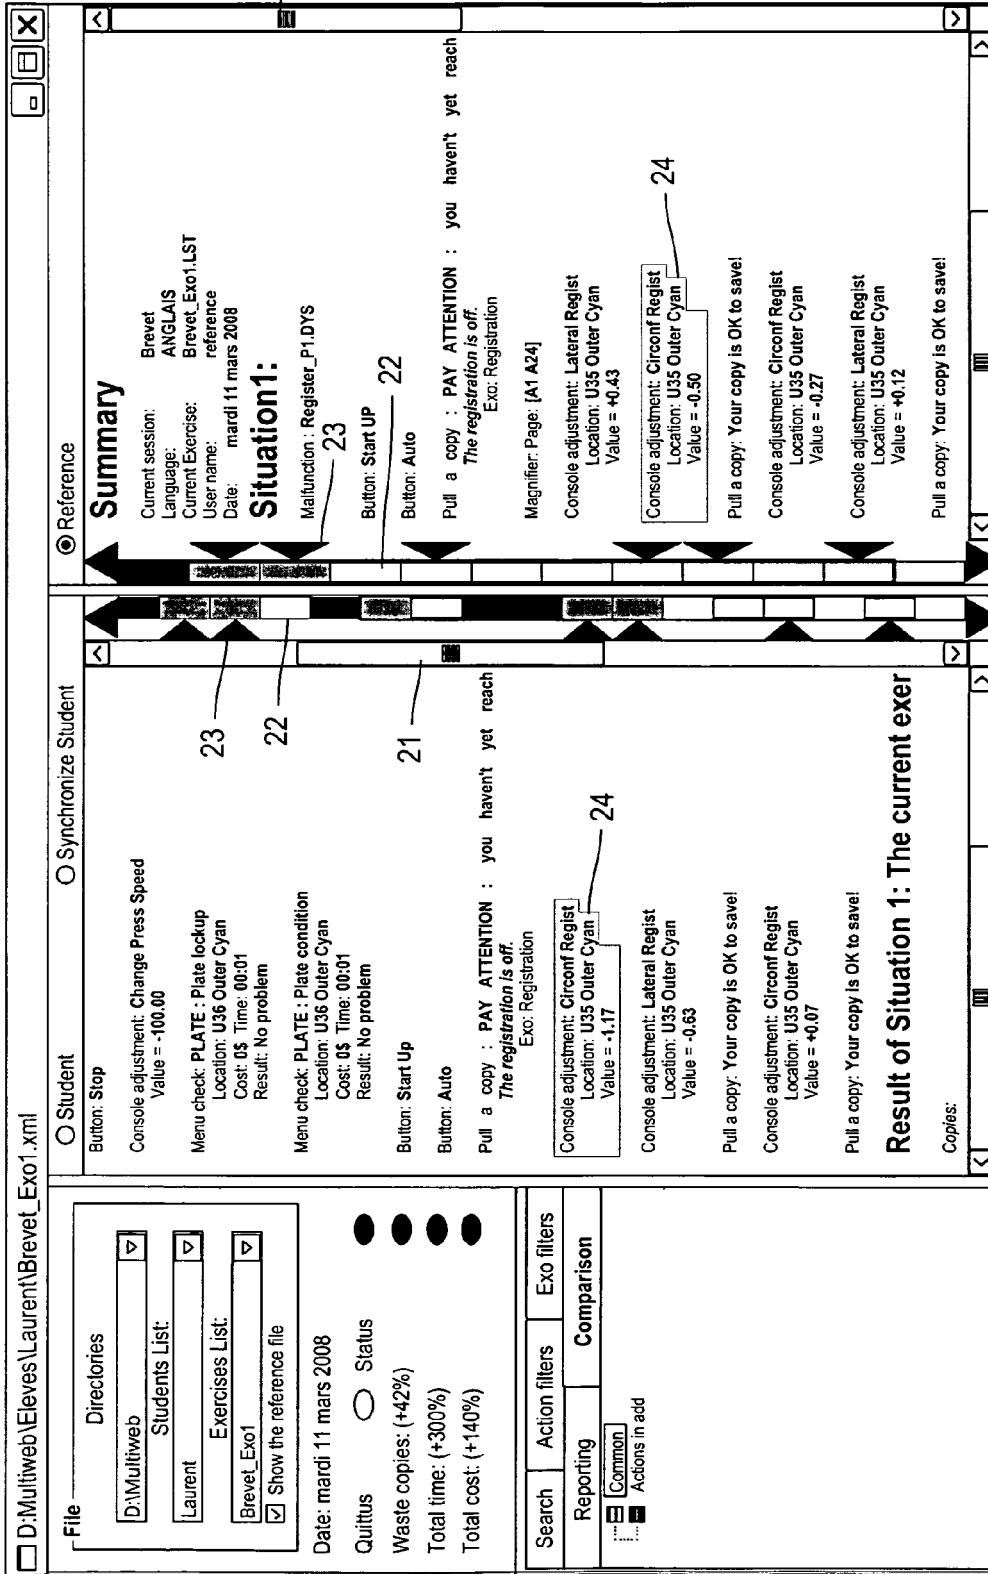 D:Multiweb\Eleves\Laurent\Brevet_Exo1.xml
File
Directories
D:\Multiweb
Students List:
Laurent
Exercises List:
Brevet_Exo1
Show the reference file
Date: mardi 11 mars 2008
Quittus Status
Waste copies: (+42%)
Total time: (+300%)
Total cost: (+140%)
Search Action filters Exo filters
Reporting Comparison
Common
Actions in add
Student Synchronize Student
Button: Stop
Console adjustment: Change Press Speed
Value = -100.00
Menu check: PLATE : Plate lockup
Location: U36 Outer Cyan
Cost: 0$ Time: 00:01
Result: No problem
Menu check: PLATE : Plate condition
Location: U36 Outer Cyan
Cost: 0$ Time: 00:01
Result: No problem
Button: Start Up
Button: Auto
Pull a copy : PAY ATTENTION : you haven't yet reach
The registration is off.
Exo: Registration
Console adjustment: Circonf Regist
Location: U35 Outer Cyan
Value = -1.17
Console adjustment: Lateral Regist
Location: U35 Outer Cyan
Value = -0.63
Pull a copy: Your copy is OK to save!
Console adjustment: Circonf Regist
Location: U35 Outer Cyan
Value = +0.07
Pull a copy: Your copy is OK to save!
Result of Situation 1: The current exer
Copies:
23
22
21
24
Reference
Summary
Current session: Brevet
Language: ANGLAIS
Current Exercise: Brevet_Exo1.LST
User name: reference
Date: mardi 11 mars 2008
Situation1:
Malfunction : Register_P1.DYS
Button: Start UP
Button: Auto
Pull a copy : PAY ATTENTION : you haven't yet reach
The registration is off.
Exo: Registration
Magnifier: Page: [A1 A24]
Console adjustment: Lateral Regist
Location: U35 Outer Cyan
Value = +0.43
Console adjustment: Circonf Regist
Location: U35 Outer Cyan
Value = -0.50
Pull a copy: Your copy is OK to save!
Console adjustment: Circonf Regist
Location: U35 Outer Cyan
Value = -0.27
Console adjustment: Lateral Regist
Location: U35 Outer Cyan
Value = +0.12
Pull a copy: Your copy is OK to save!
23
22
24